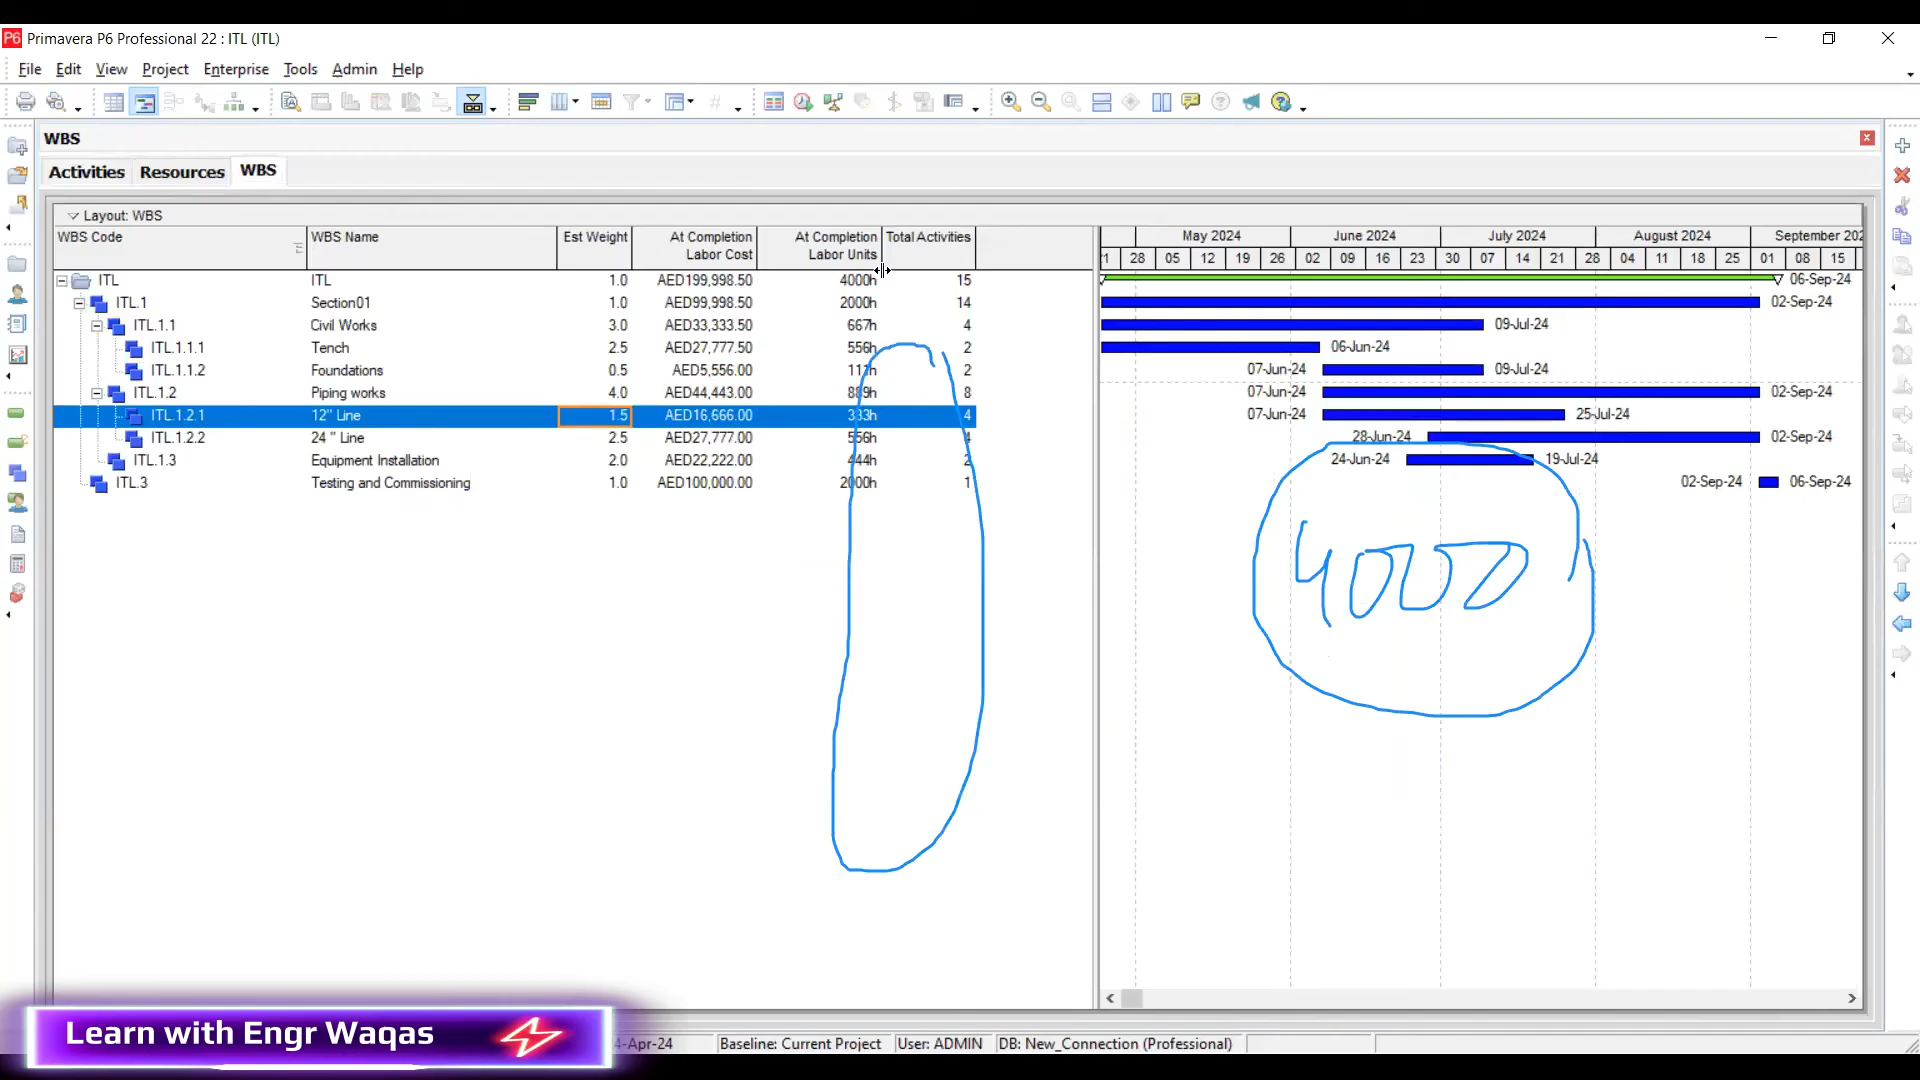 P6 Primavera P6 Professional 22 : ITL (ITL)
File Edit View Project Enterprise Tools Admin Help
WBS
Activities Resources WBS
Layout: WBS
WBS Code WBS Name Est Weight At Completion Labor Cost At Completion Labor Units Total Activities
May 2024 June 2024 July 2024 August 2024 September 202
28 05 12 19 26 02 09 16 23 30 07 14 21 28 04 11 18 25 01 08 15
ITL ITL 1.0 AED199,998.50 4000h 15 06-Sep-24
ITL.1 Section01 1.0 AED99,998.50 2000h 14 02-Sep-24
ITL.1.1 Civil Works 3.0 AED33,333.50 667h 4 09-Jul-24
ITL.1.1.1 Tench 2.5 AED27,777.50 556h 2 06-Jun-24
ITL.1.1.2 Foundations 0.5 AED5,556.00 111h 2 07-Jun-24 09-Jul-24
ITL.1.2 Piping works 4.0 AED44,443.00 889h 8 07-Jun-24 02-Sep-24
ITL.1.2.1 12" Line 1.5 AED16,666.00 333h 4 07-Jun-24 25-Jul-24
ITL.1.2.2 24 " Line 2.5 AED27,777.00 556h 4 28-Jun-24 02-Sep-24
ITL.1.3 Equipment Installation 2.0 AED22,222.00 444h 2 24-Jun-24 19-Jul-24
ITL.3 Testing and Commissioning 1.0 AED100,000.00 2000h 1 02-Sep-24 06-Sep-24
4000
Learn with Engr Waqas
4-Apr-24 Baseline: Current Project User: ADMIN DB: New_Connection (Professional)